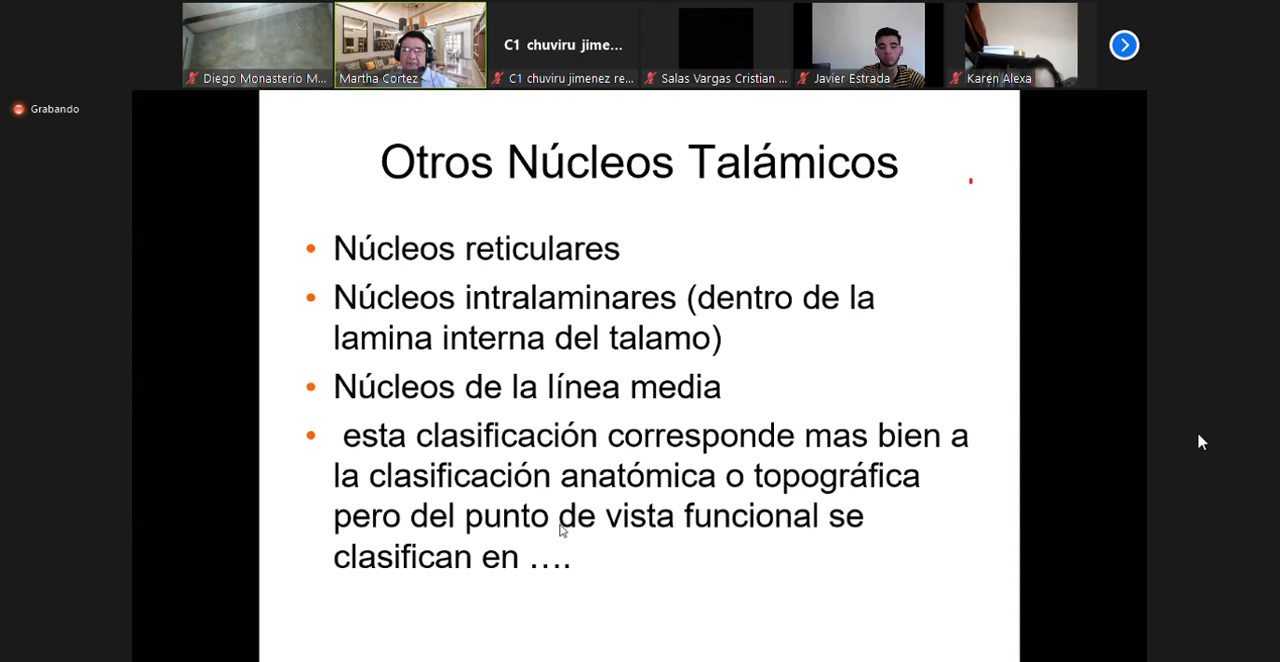 Diego Monasterio M...
Martha Cortez
C1 chuviru jime...
C1 chuviru jimenez re...
Salas Vargas Cristian ...
Javier Estrada
Karen Alexa
Grabando
Otros Núcleos Talámicos
• Núcleos reticulares
• Núcleos intralaminares (dentro de la
lamina interna del talamo)
• Núcleos de la línea media
• esta clasificación corresponde mas bien a
la clasificación anatómica o topográfica
pero del punto de vista funcional se
clasifican en ....